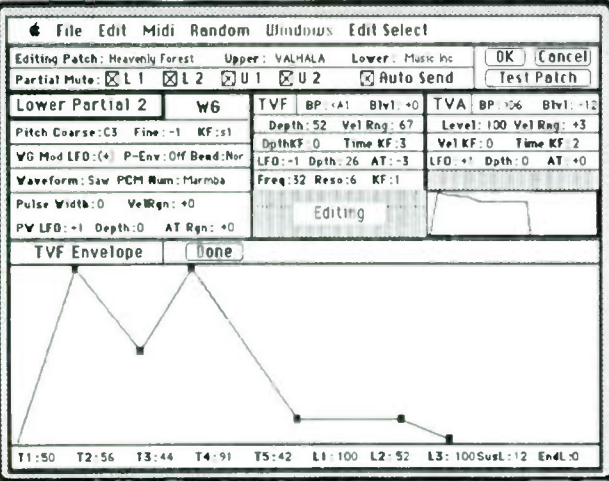 File Edit Midi Random Windows Edit Select
Editing Patch: Heavenly Forest Upper: VALHALA Lower: Music Inc OK Cancel
Partial Mute: L 1 L 2 U 1 U 2 Auto Send Test Patch
Lower Partial 2 WG
Pitch Coarse:C3 Fine:-1 KF:s1
WG Mod LFO:(+) P-Env:Off Bend:Nor
Waveform:Saw PCM Num:Marmba
Pulse Width:0 VelRgn:+0
PW LFO:+1 Depth:0 AT Rgn:+0
TVF BP:<A1 Blvl:+0
Depth:52 Vel Rng:67
DpthKF:0 Time KF:3
LFO:-1 Dpth:26 AT:-3
Freq:32 Reso:6 KF:1
Editing
TVA BP:>D6 Blvl:-12
Level:100 Vel Rng:+3
Vel KF:0 Time KF:2
LFO:+1 Dpth:0 AT:+0
TVF Envelope Done
T1:50 T2:56 T3:44 T4:91 T5:42 L1:100 L2:52 L3:100 SusL:12 EndL:0